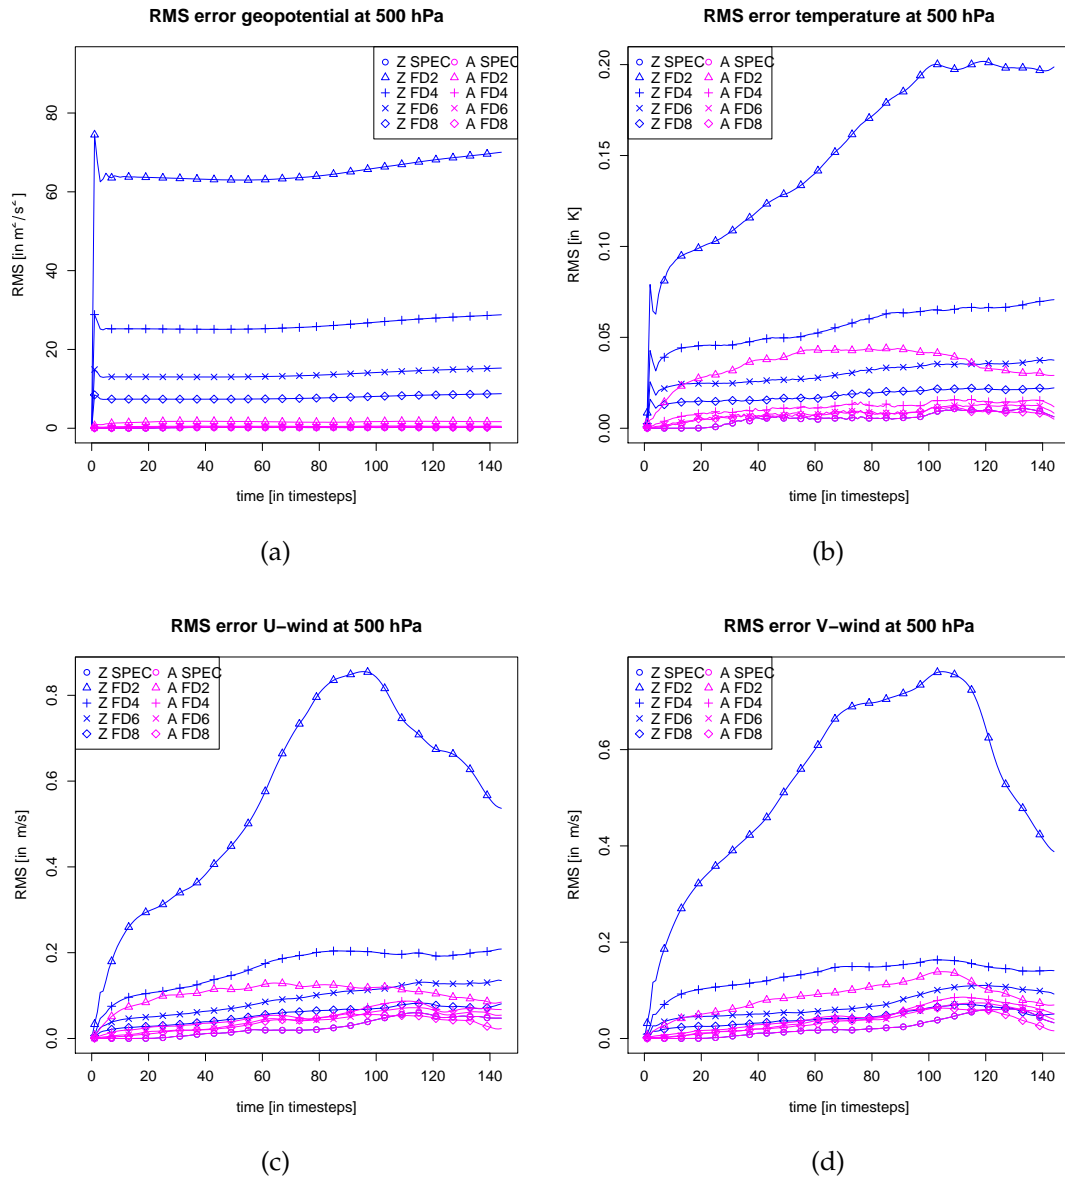 RMS error geopotential at 500 hPa
RMS [in m²/s⁻²]
80
60
40
20
0
Z SPEC A SPEC
Z FD2 A FD2
Z FD4 A FD4
Z FD6 A FD6
Z FD8 A FD8
0 20 40 60 80 100 120 140
time [in timesteps]
(a)
RMS error temperature at 500 hPa
RMS [in K]
0.20
0.15
0.10
0.05
0.00
Z SPEC A SPEC
Z FD2 A FD2
Z FD4 A FD4
Z FD6 A FD6
Z FD8 A FD8
0 20 40 60 80 100 120 140
time [in timesteps]
(b)
RMS error U−wind at 500 hPa
RMS [in m/s]
0.8
0.6
0.4
0.2
0.0
Z SPEC A SPEC
Z FD2 A FD2
Z FD4 A FD4
Z FD6 A FD6
Z FD8 A FD8
0 20 40 60 80 100 120 140
time [in timesteps]
(c)
RMS error V−wind at 500 hPa
RMS [in m/s]
0.6
0.4
0.2
0.0
Z SPEC A SPEC
Z FD2 A FD2
Z FD4 A FD4
Z FD6 A FD6
Z FD8 A FD8
0 20 40 60 80 100 120 140
time [in timesteps]
(d)